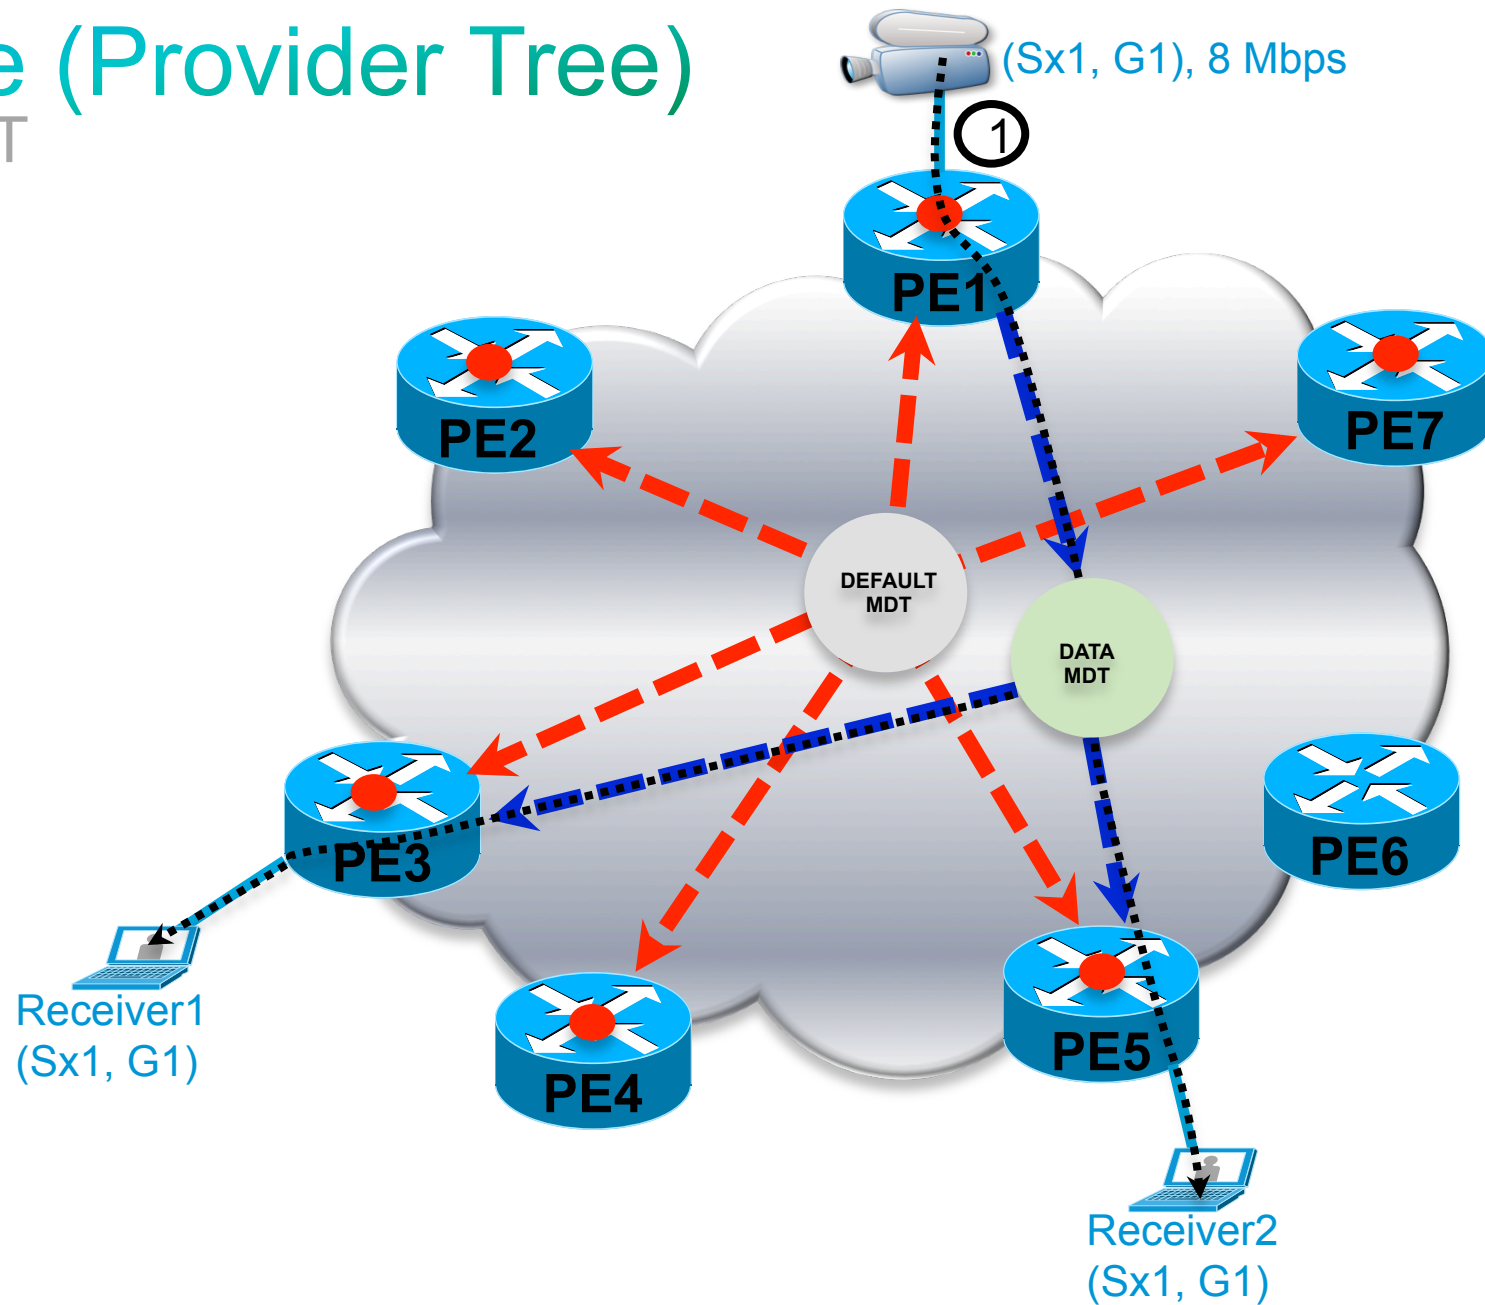 e (Provider Tree)
T
(Sx1, G1), 8 Mbps
1
PE1
PE2
PE7
DEFAULT
MDT
DATA
MDT
PE3
PE6
PE5
PE4
Receiver1
(Sx1, G1)
Receiver2
(Sx1, G1)